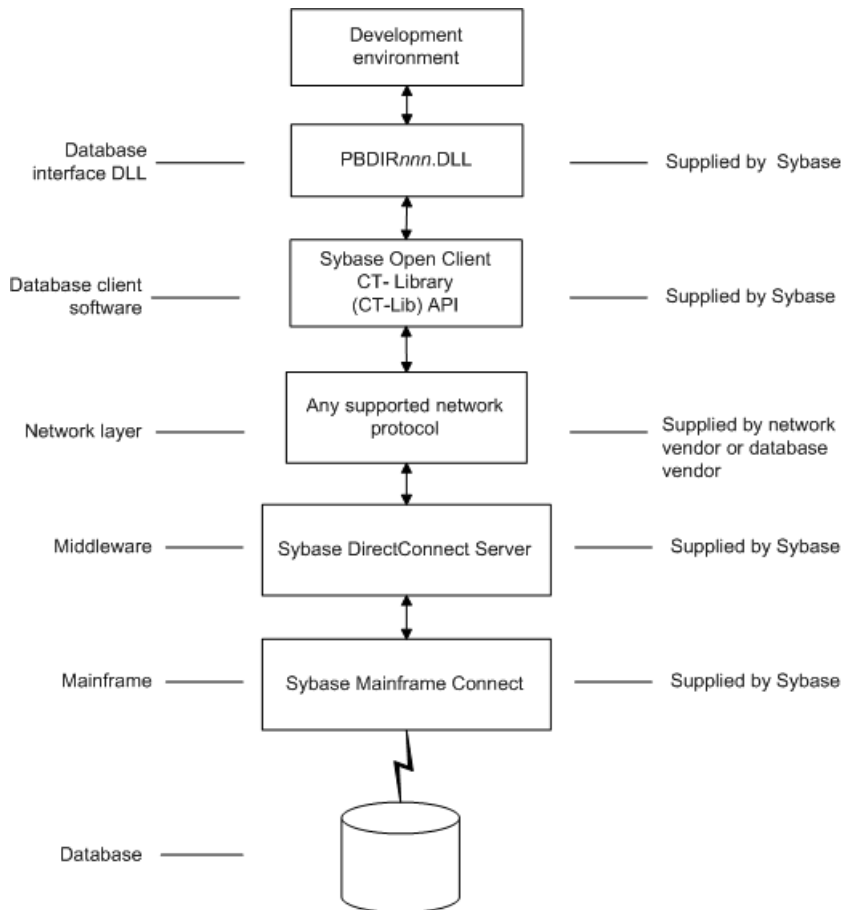 Development
environment
Database
interface DLL
PBDIRnnn.DLL
Supplied by Sybase
Database client
software
Sybase Open Client
CT- Library
(CT-Lib) API
Supplied by Sybase
Network layer
Any supported network
protocol
Supplied by network
vendor or database
vendor
Middleware
Sybase DirectConnect Server
Supplied by Sybase
Mainframe
Sybase Mainframe Connect
Supplied by Sybase
Database